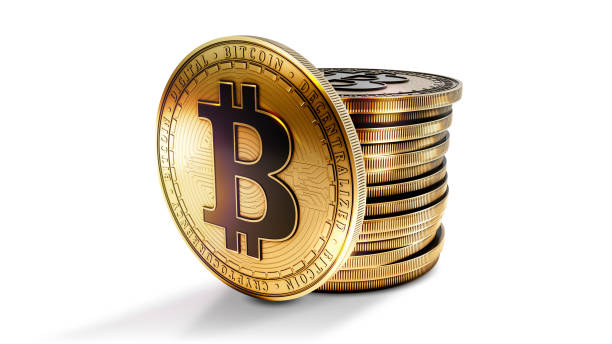 ₿
DIGITAL · BITCOIN · DECENTRALIZED · BITCOIN · CRYPTOCURRENCY